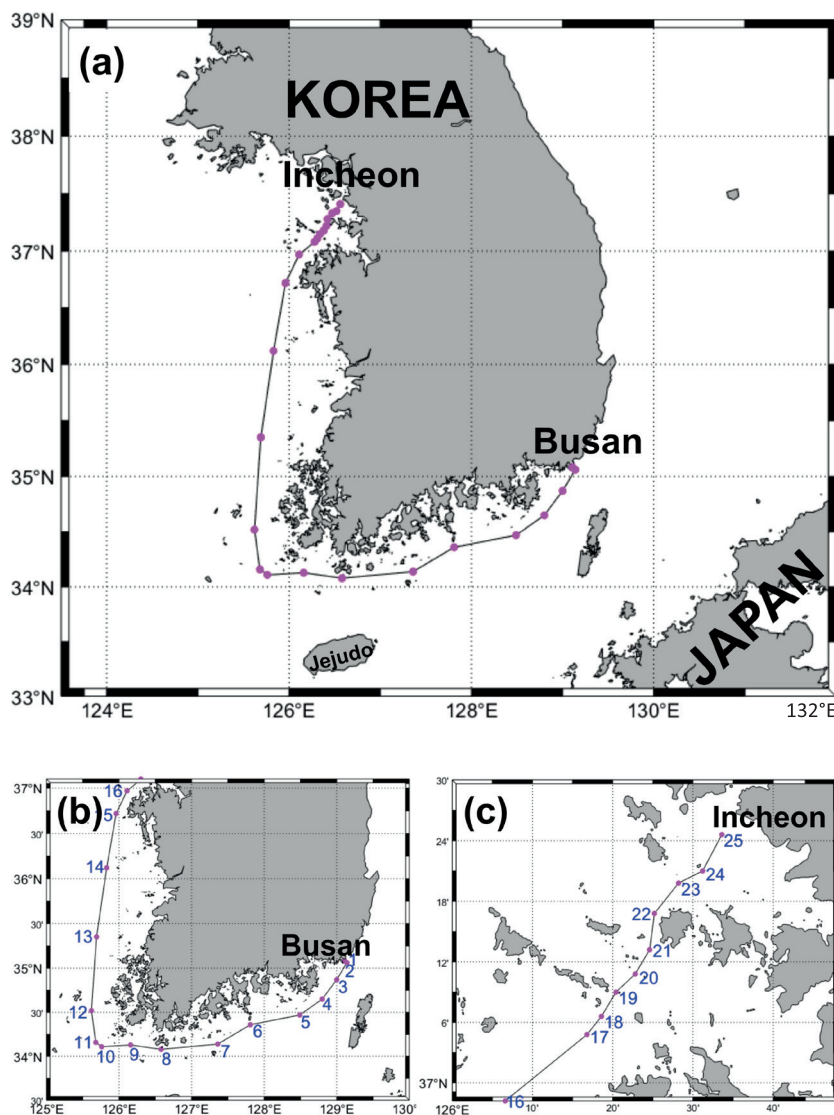 39°N
(a)
KOREA
38°N
Incheon
37°N
36°N
Busan
35°N
34°N
JAPAN
Jejudo
33°N
124°E
126°E
128°E
130°E
132°E
(b)
37°N
16
15
30'
14
36°N
30'
13
Busan
1
35°N
2
3
4
12
5
30'
6
11
10
9
8
7
34°N
30'
125°E
126°E
127°E
128°E
129°E
130°E
(c)
30'
Incheon
24'
25
24
23
18'
22
21
12'
20
19
18
6'
17
37°N
16
126°E
10'
20'
30'
40'